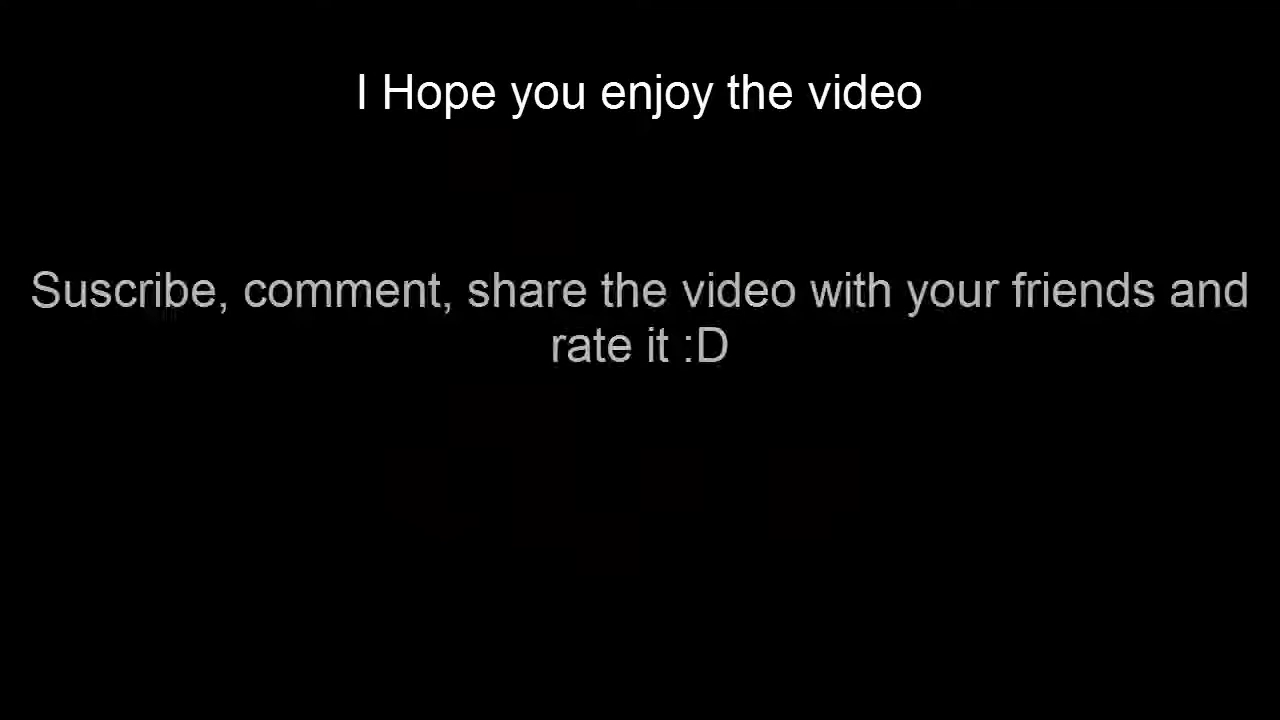 I Hope you enjoy the video
Suscribe, comment, share the video with your friends and
rate it :D